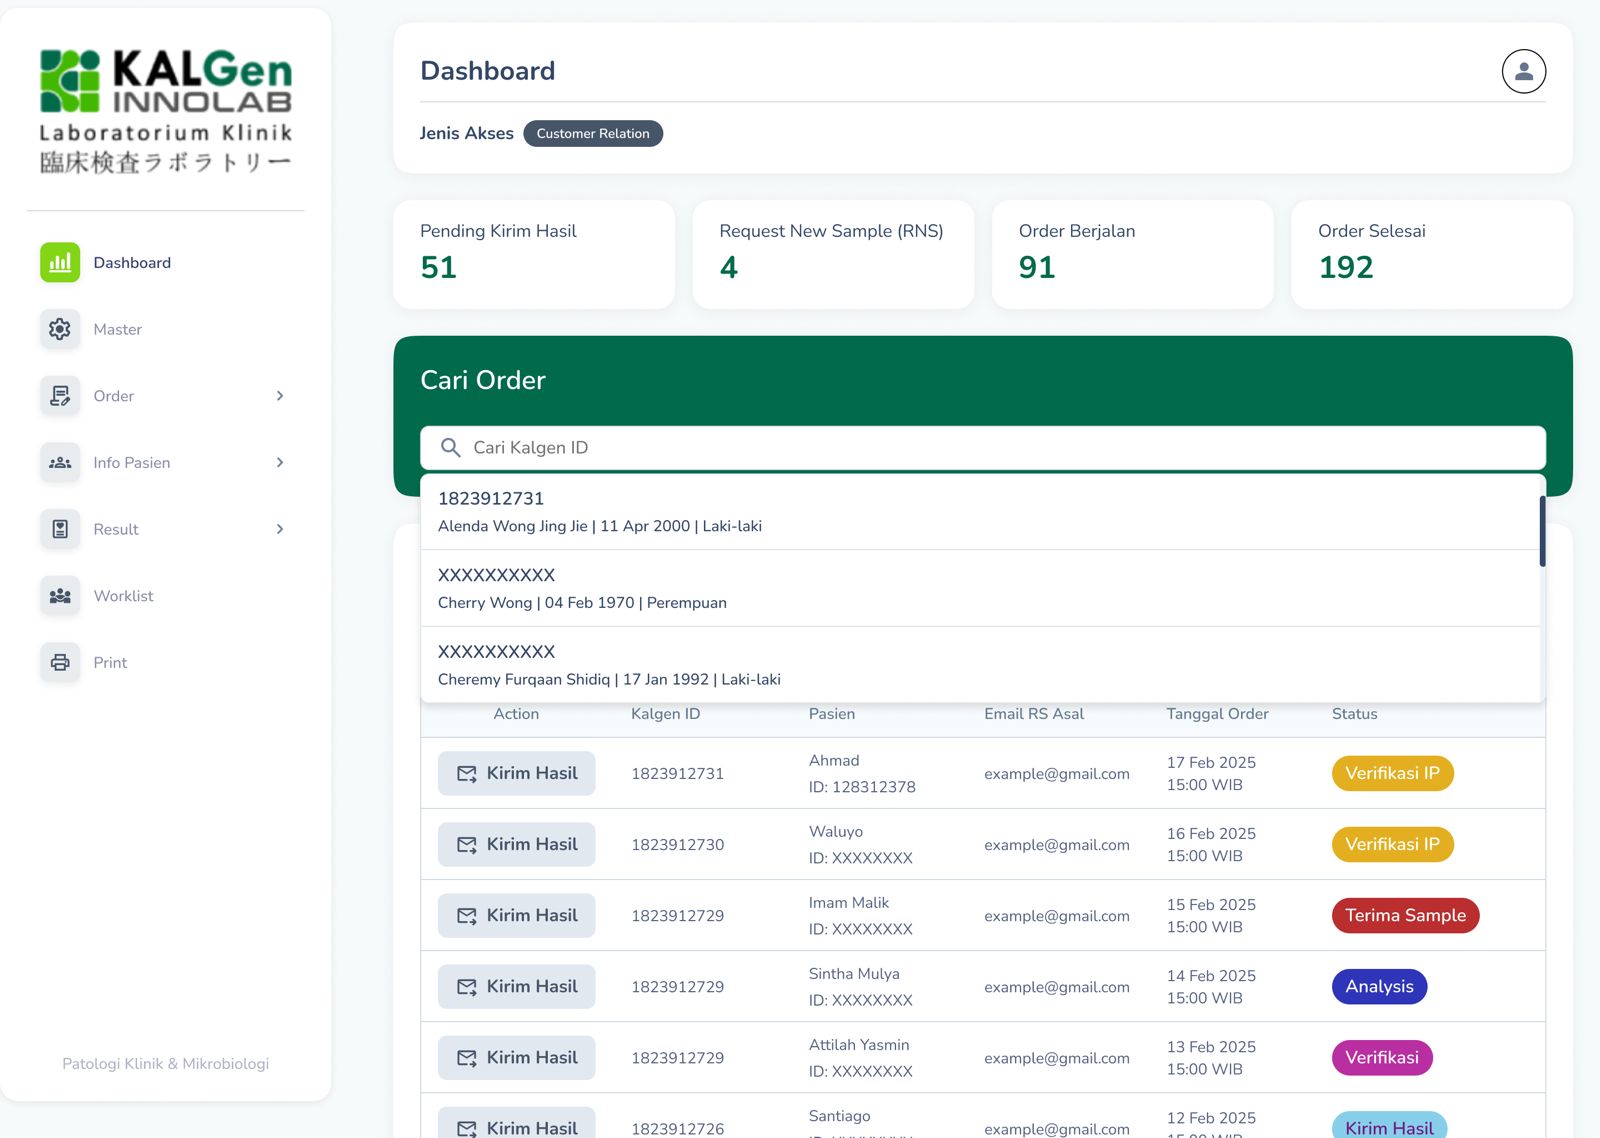 KALGen
INNOLAB
Laboratorium Klinik
臨床検査ラボラトリー
Dashboard
Master
Order
Info Pasien
Result
Worklist
Print
Patologi Klinik & Mikrobiologi
Dashboard
Jenis Akses Customer Relation
Pending Kirim Hasil
51
Request New Sample (RNS)
4
Order Berjalan
91
Order Selesai
192
Cari Order
Cari Kalgen ID
1823912731
Alenda Wong Jing Jie | 11 Apr 2000 | Laki-laki
XXXXXXXXXX
Cherry Wong | 04 Feb 1970 | Perempuan
XXXXXXXXXX
Cheremy Furqaan Shidiq | 17 Jan 1992 | Laki-laki
Action Kalgen ID Pasien Email RS Asal Tanggal Order Status
Kirim Hasil 1823912731 Ahmad example@gmail.com 17 Feb 2025 Verifikasi IP
ID: 128312378 15:00 WIB
Kirim Hasil 1823912730 Waluyo example@gmail.com 16 Feb 2025 Verifikasi IP
ID: XXXXXXXX 15:00 WIB
Kirim Hasil 1823912729 Imam Malik example@gmail.com 15 Feb 2025 Terima Sample
ID: XXXXXXXX 15:00 WIB
Kirim Hasil 1823912729 Sintha Mulya example@gmail.com 14 Feb 2025 Analysis
ID: XXXXXXXX 15:00 WIB
Kirim Hasil 1823912729 Attilah Yasmin example@gmail.com 13 Feb 2025 Verifikasi
ID: XXXXXXXX 15:00 WIB
Kirim Hasil 1823912726 Santiago example@gmail.com 12 Feb 2025 Kirim Hasil